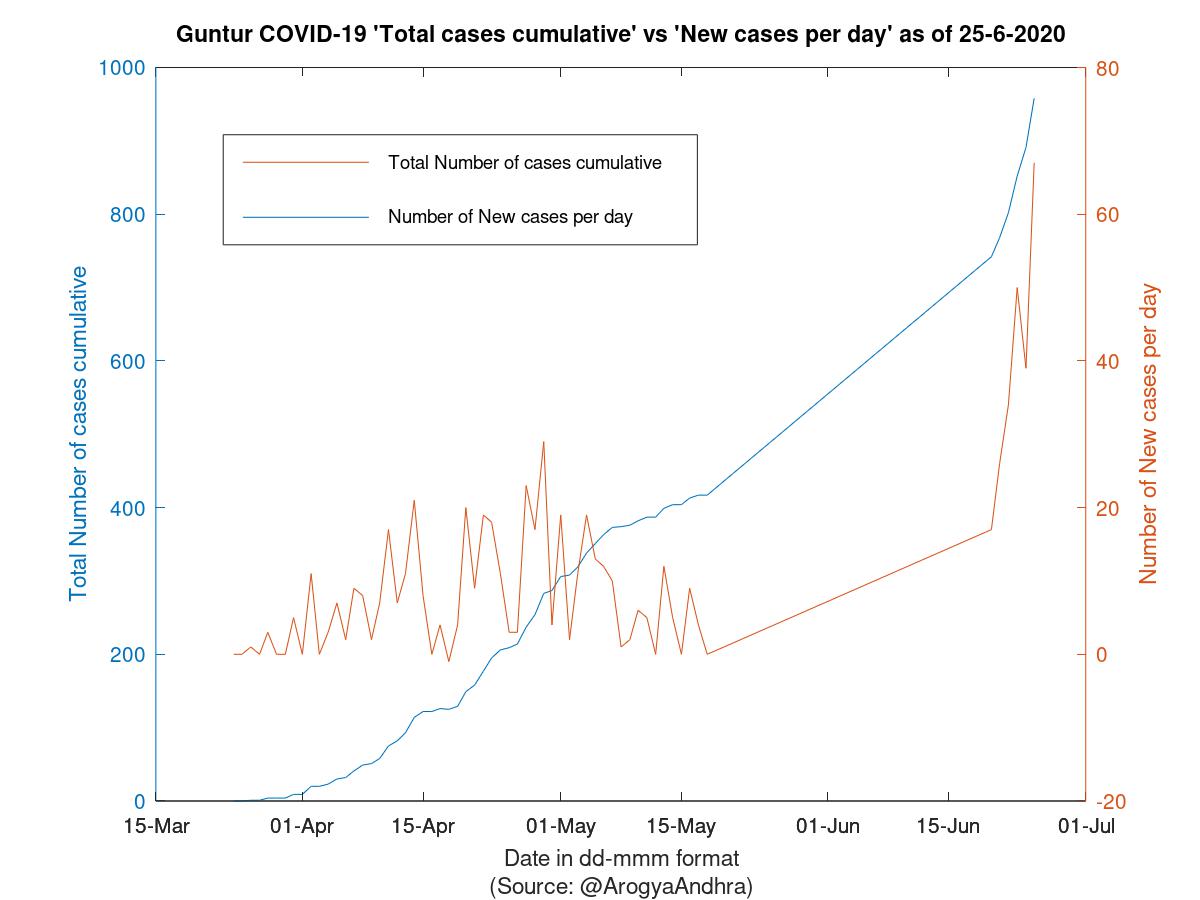 Guntur COVID-19 'Total cases cumulative' vs 'New cases per day' as of 25-6-2020
Total Number of cases cumulative
1000
800
600
400
200
0
Total Number of cases cumulative
Number of New cases per day
80
60
40
20
0
-20
Number of New cases per day
15-Mar 01-Apr 15-Apr 01-May 15-May 01-Jun 15-Jun 01-Jul
Date in dd-mmm format
(Source: @ArogyaAndhra)